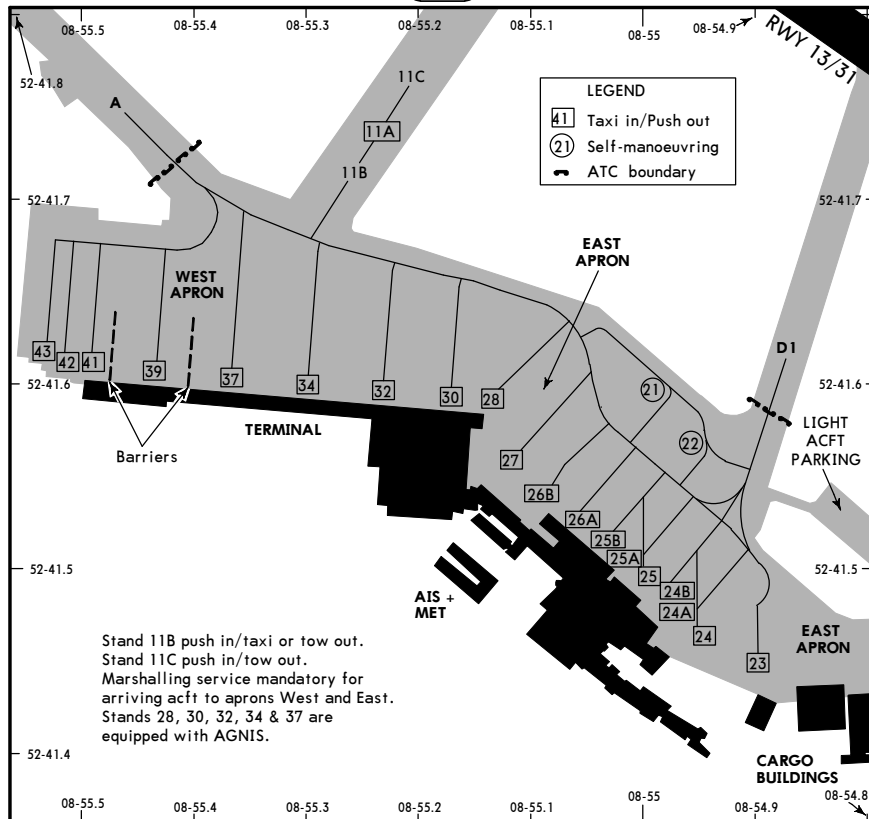 08-55.5
08-55.4
08-55.3
08-55.2
08-55.1
08-55
08-54.9
RWY 13/31
52-41.8
A
11C
11A
11B
LEGEND
41 Taxi in/Push out
21 Self-manoeuvring
ATC boundary
52-41.7
52-41.7
EAST
APRON
WEST
APRON
D1
43
42
41
39
37
34
32
30
28
21
22
52-41.6
52-41.6
LIGHT
ACFT
PARKING
TERMINAL
Barriers
27
26B
26A
25B
25A
25
24B
24A
24
23
52-41.5
52-41.5
AIS +
MET
EAST
APRON
Stand 11B push in/taxi or tow out.
Stand 11C push in/tow out.
Marshalling service mandatory for
arriving acft to aprons West and East.
Stands 28, 30, 32, 34 & 37 are
equipped with AGNIS.
52-41.4
52-41.4
CARGO
BUILDINGS
08-55.5
08-55.4
08-55.3
08-55.2
08-55.1
08-55
08-54.9
08-54.8